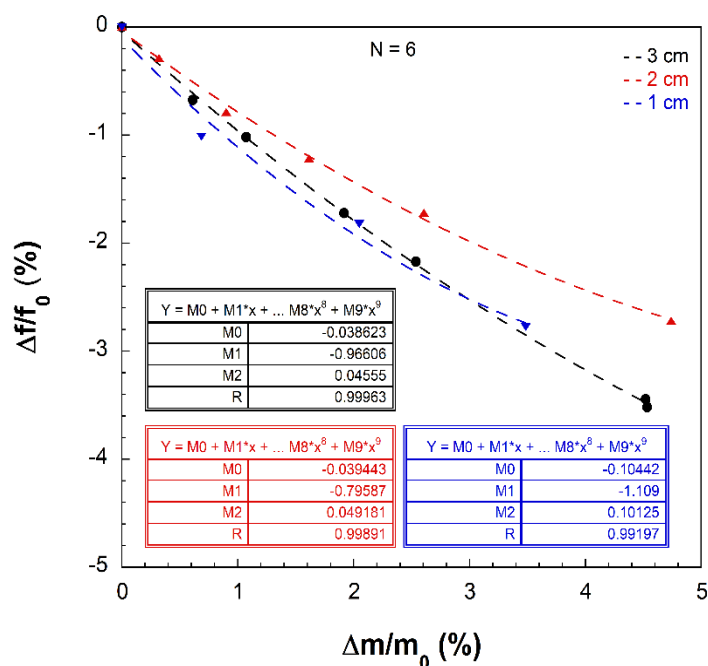 N = 6
3 cm
2 cm
1 cm
0
-1
-2
-3
-4
-5
Δf/f₀ (%)
Y = M0 + M1*x + ... M8*x⁸ + M9*x⁹
M0 -0.038623
M1 -0.96606
M2 0.04555
R 0.99963
Y = M0 + M1*x + ... M8*x⁸ + M9*x⁹
M0 -0.039443
M1 -0.79587
M2 0.049181
R 0.99891
Y = M0 + M1*x + ... M8*x⁸ + M9*x⁹
M0 -0.10442
M1 -1.109
M2 0.10125
R 0.99197
0 1 2 3 4 5
Δm/m₀ (%)